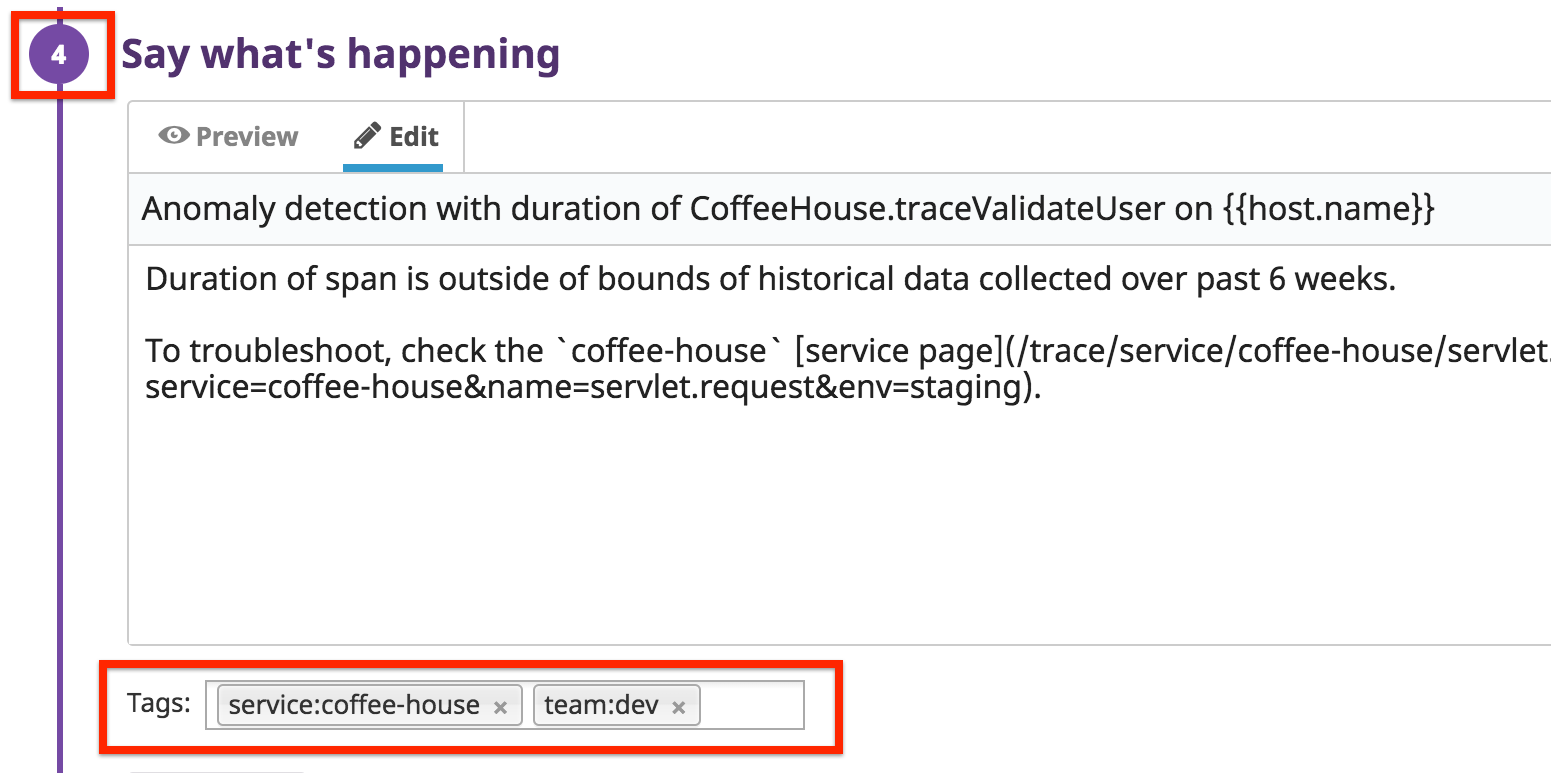 4 Say what's happening
Preview Edit
Anomaly detection with duration of CoffeeHouse.traceValidateUser on {{host.name}}
Duration of span is outside of bounds of historical data collected over past 6 weeks.
To troubleshoot, check the `coffee-house` [service page](/trace/service/coffee-house/servlet.
service=coffee-house&name=servlet.request&env=staging).
Tags: service:coffee-house × team:dev ×